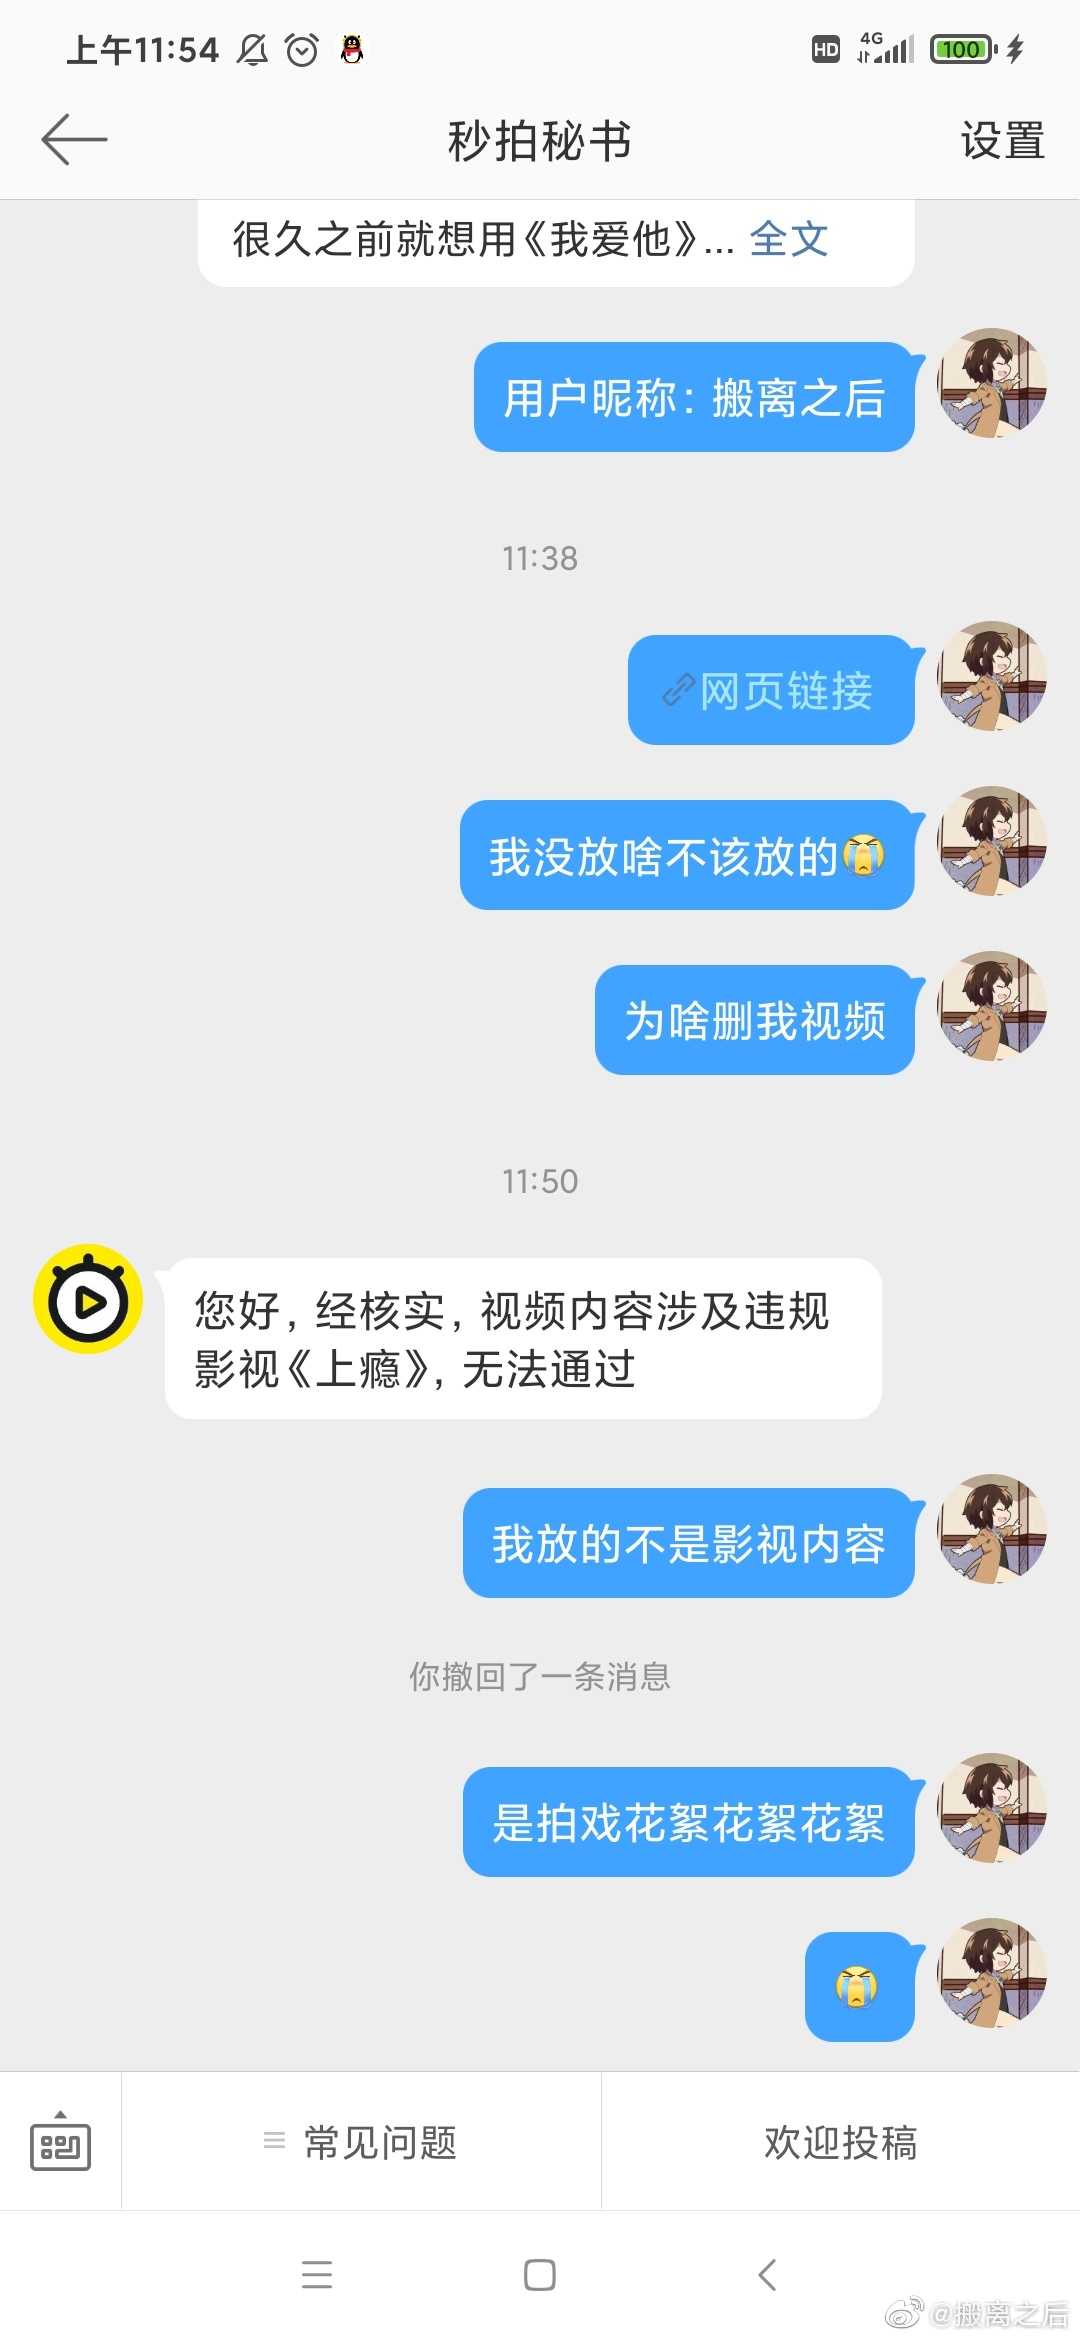 上午11:54
HD 4G 100
秒拍秘书
设置
很久之前就想用《我爱他》... 全文
用户昵称：搬离之后
11:38
网页链接
我没放啥不该放的😭
为啥删我视频
11:50
您好，经核实，视频内容涉及违规
影视《上瘾》，无法通过
我放的不是影视内容
你撤回了一条消息
是拍戏花絮花絮花絮
😭
常见问题
欢迎投稿
@搬离之后